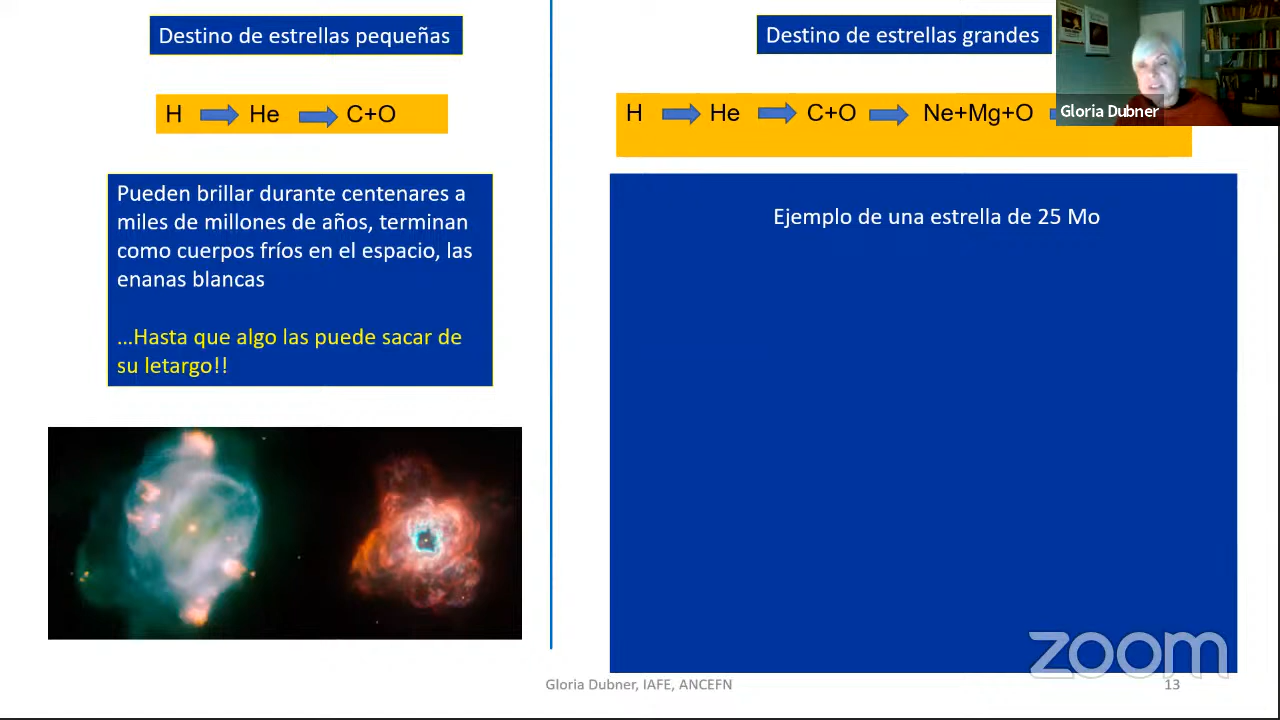 Destino de estrellas pequeñas
H He C+O
Pueden brillar durante centenares a
miles de millones de años, terminan
como cuerpos fríos en el espacio, las
enanas blancas
...Hasta que algo las puede sacar de
su letargo!!
Destino de estrellas grandes
H He C+O Ne+Mg+O
Ejemplo de una estrella de 25 Mo
Gloria Dubner
Gloria Dubner, IAFE, ANCEFN
13
zoom